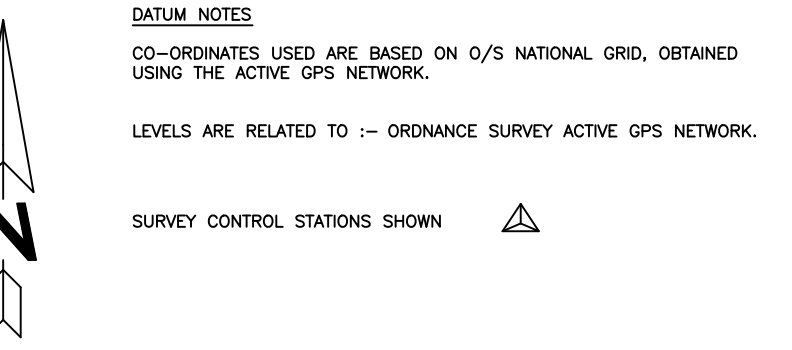 DATUM NOTES
CO-ORDINATES USED ARE BASED ON O/S NATIONAL GRID, OBTAINED
USING THE ACTIVE GPS NETWORK.
LEVELS ARE RELATED TO :- ORDNANCE SURVEY ACTIVE GPS NETWORK.
SURVEY CONTROL STATIONS SHOWN
N